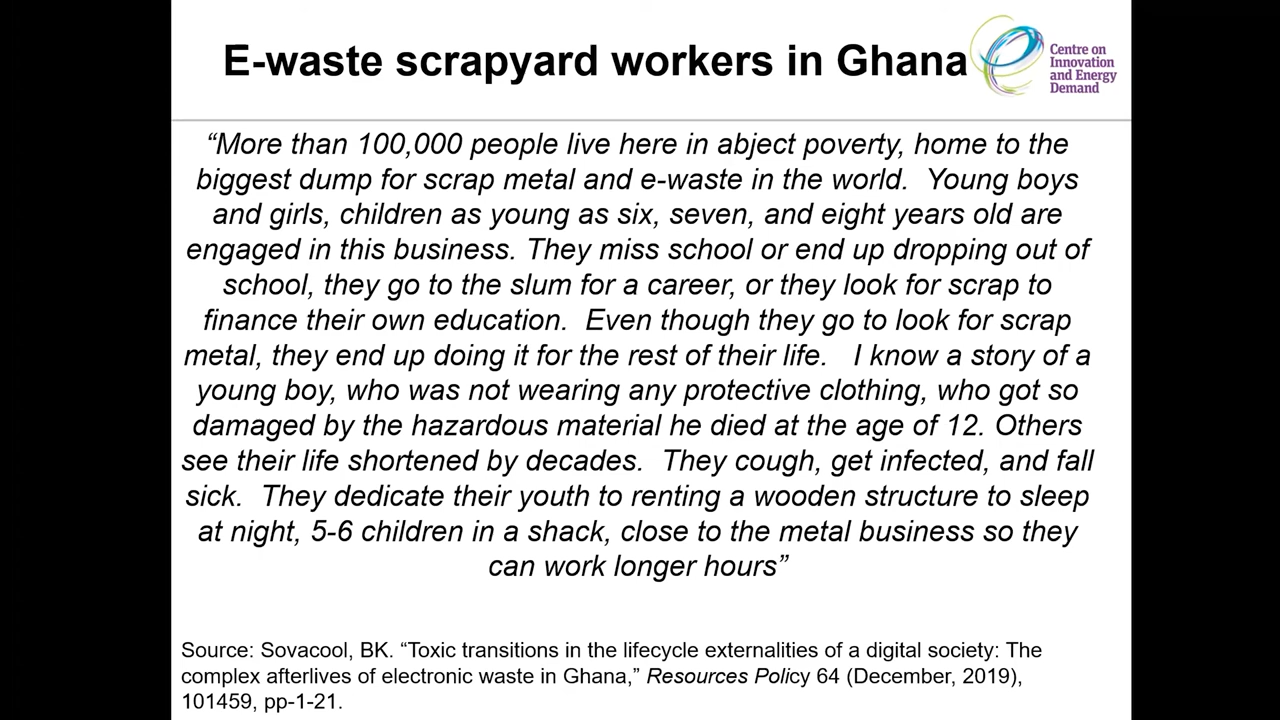 E-waste scrapyard workers in Ghana
Centre on
Innovation
and Energy
Demand
“More than 100,000 people live here in abject poverty, home to the
biggest dump for scrap metal and e-waste in the world.  Young boys
and girls, children as young as six, seven, and eight years old are
engaged in this business. They miss school or end up dropping out of
school, they go to the slum for a career, or they look for scrap to
finance their own education.  Even though they go to look for scrap
metal, they end up doing it for the rest of their life.   I know a story of a
young boy, who was not wearing any protective clothing, who got so
damaged by the hazardous material he died at the age of 12. Others
see their life shortened by decades.  They cough, get infected, and fall
sick.  They dedicate their youth to renting a wooden structure to sleep
at night, 5-6 children in a shack, close to the metal business so they
can work longer hours”
Source: Sovacool, BK. “Toxic transitions in the lifecycle externalities of a digital society: The
complex afterlives of electronic waste in Ghana,” Resources Policy 64 (December, 2019),
101459, pp-1-21.